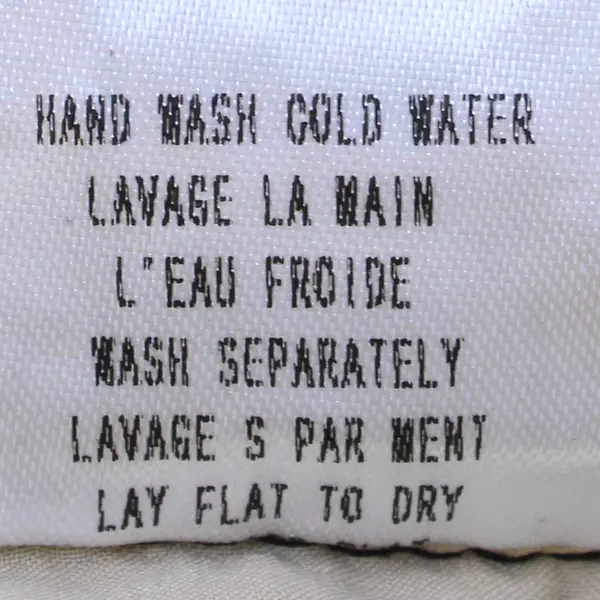 HAND WASH COLD WATER
LAVAGE LA MAIN
L'EAU FROIDE
WASH SEPARATELY
LAVAGE S PAR MENT
LAY FLAT TO DRY